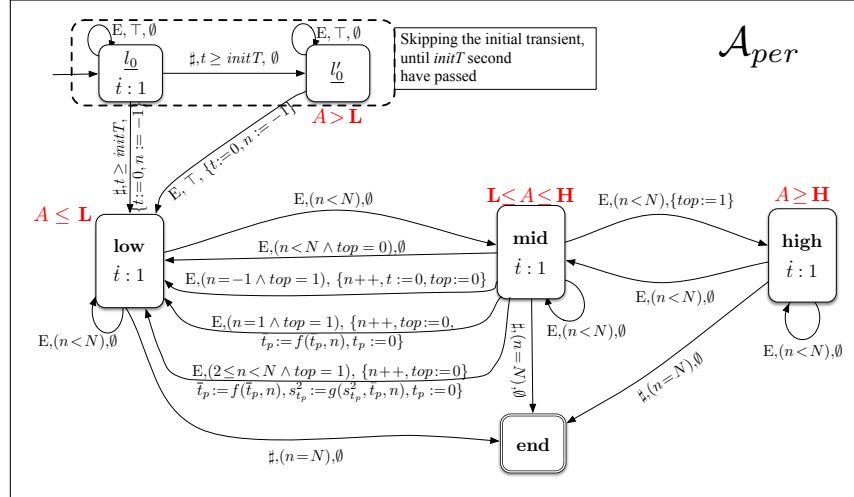 E, ⊤, ∅
E, ⊤, ∅
Skipping the initial transient,
until initT second
have passed
𝒜per
l0
ṫ : 1
♯,t ≥ initT, ∅
l′0
A > L
♯,t ≥ initT,
{t:=0, n := −1}
E, ⊤, {t:=0, n := −1}
A ≤ L
L ≤ A ≤ H
A ≥ H
E,(n<N),∅
E,(n<N),{top:=1}
low
ṫ : 1
mid
ṫ : 1
high
ṫ : 1
E,(n<N ∧ top=0),∅
E,(n=−1 ∧ top=1), {n++, t:=0, top:=0}
E,(n<N),∅
E,(n=1 ∧ top=1), {n++, top:=0,
t̄p:=f(t̄p, n), tp :=0}
E,(n<N),∅
E,(n<N),∅
E,(n<N),∅
E,(2≤n<N ∧ top=1), {n++, top:=0}
t̄p:=f(t̄p, n), s²tp:=g(s²tp, t̄p, n), tp :=0}
♯,(n=N),∅
♯,(n=N),∅
end
♯,(n=N),∅